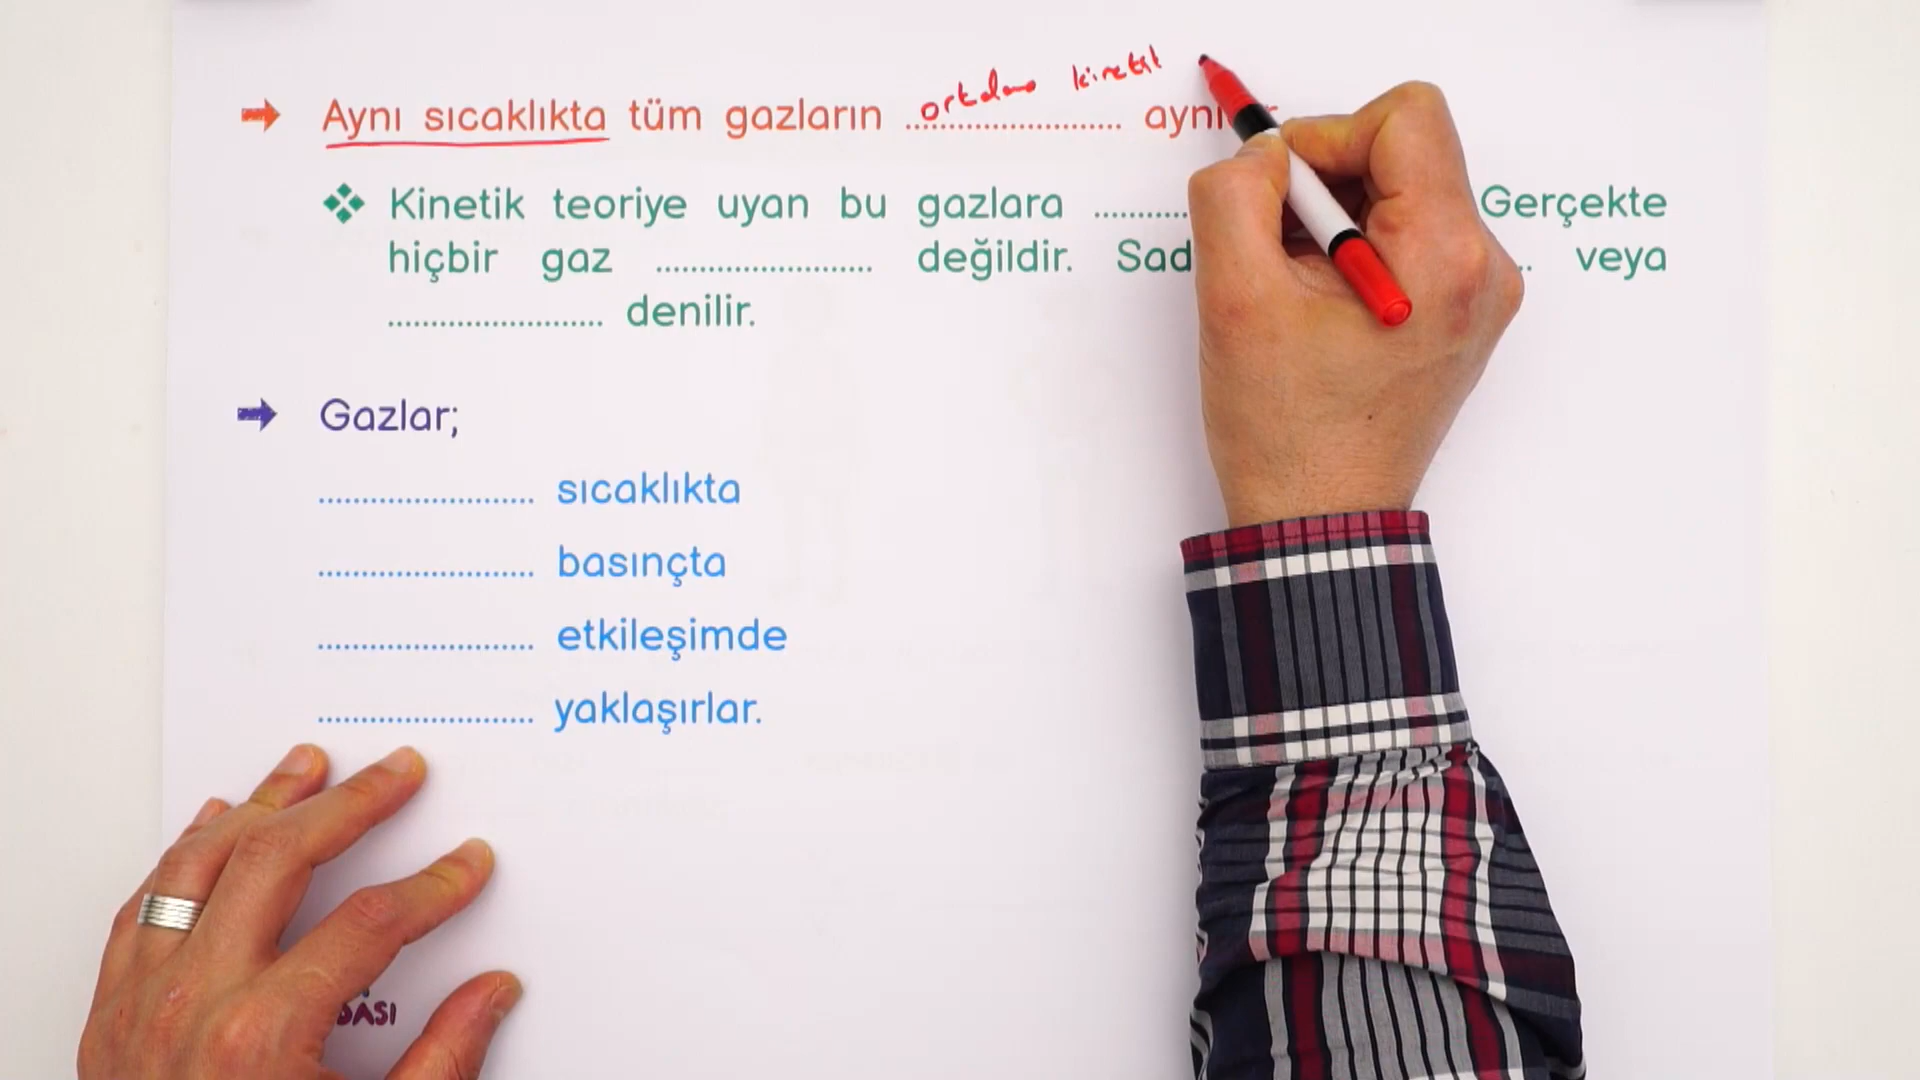 ortalama kinetik
Aynı sıcaklıkta tüm gazların ........................ aynı
Kinetik teoriye uyan bu gazlara ........... Gerçekte
hiçbir gaz ........................ değildir. Sad .. veya
........................ denilir.
Gazlar;
........................ sıcaklıkta
........................ basınçta
........................ etkileşimde
........................ yaklaşırlar.
DASI